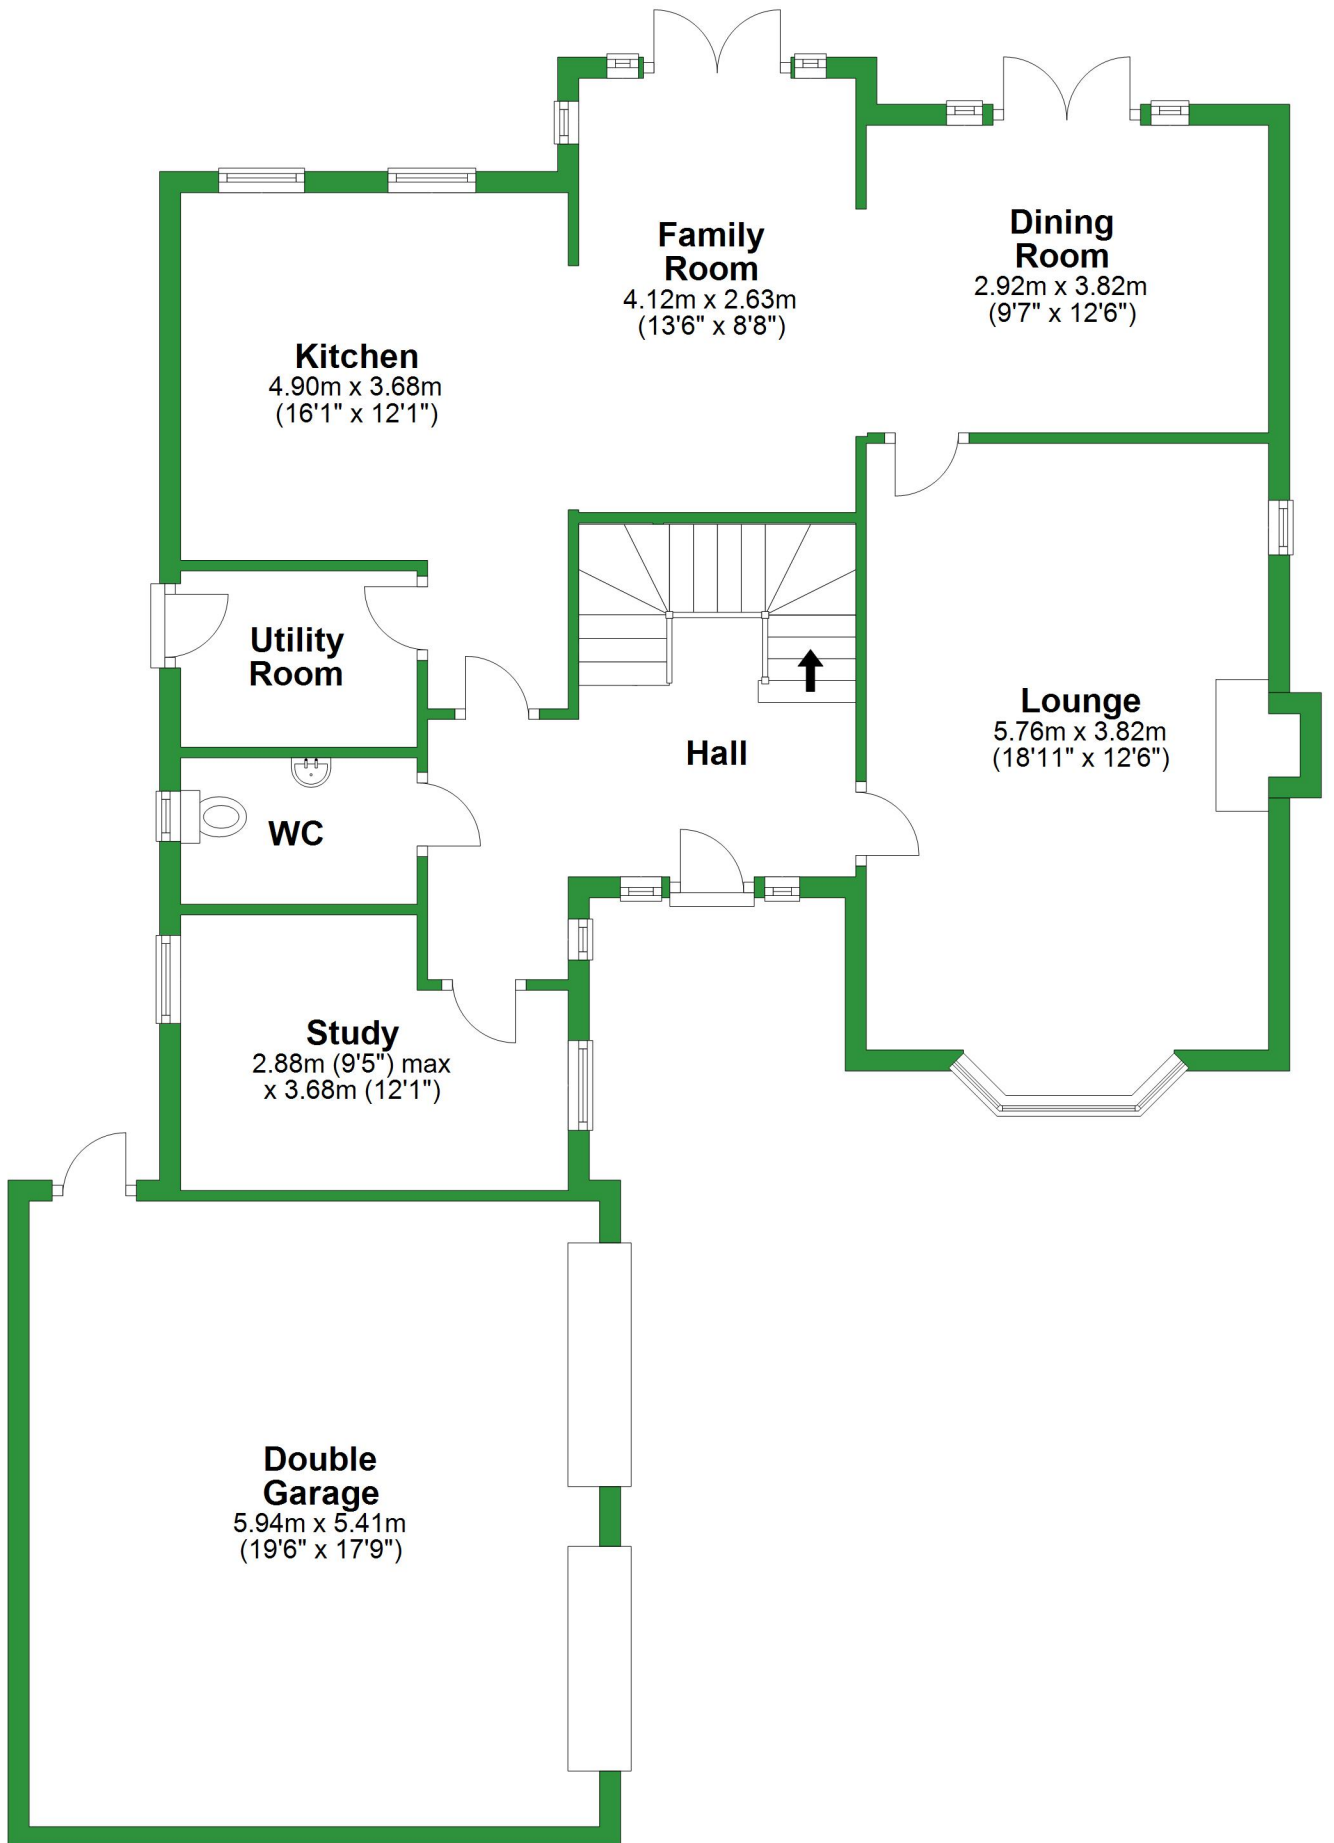 Family
Room
4.12m x 2.63m
(13'6" x 8'8")
Dining
Room
2.92m x 3.82m
(9'7" x 12'6")
Kitchen
4.90m x 3.68m
(16'1" x 12'1")
Utility
Room
Lounge
5.76m x 3.82m
(18'11" x 12'6")
Hall
WC
Study
2.88m (9'5") max
x 3.68m (12'1")
Double
Garage
5.94m x 5.41m
(19'6" x 17'9")